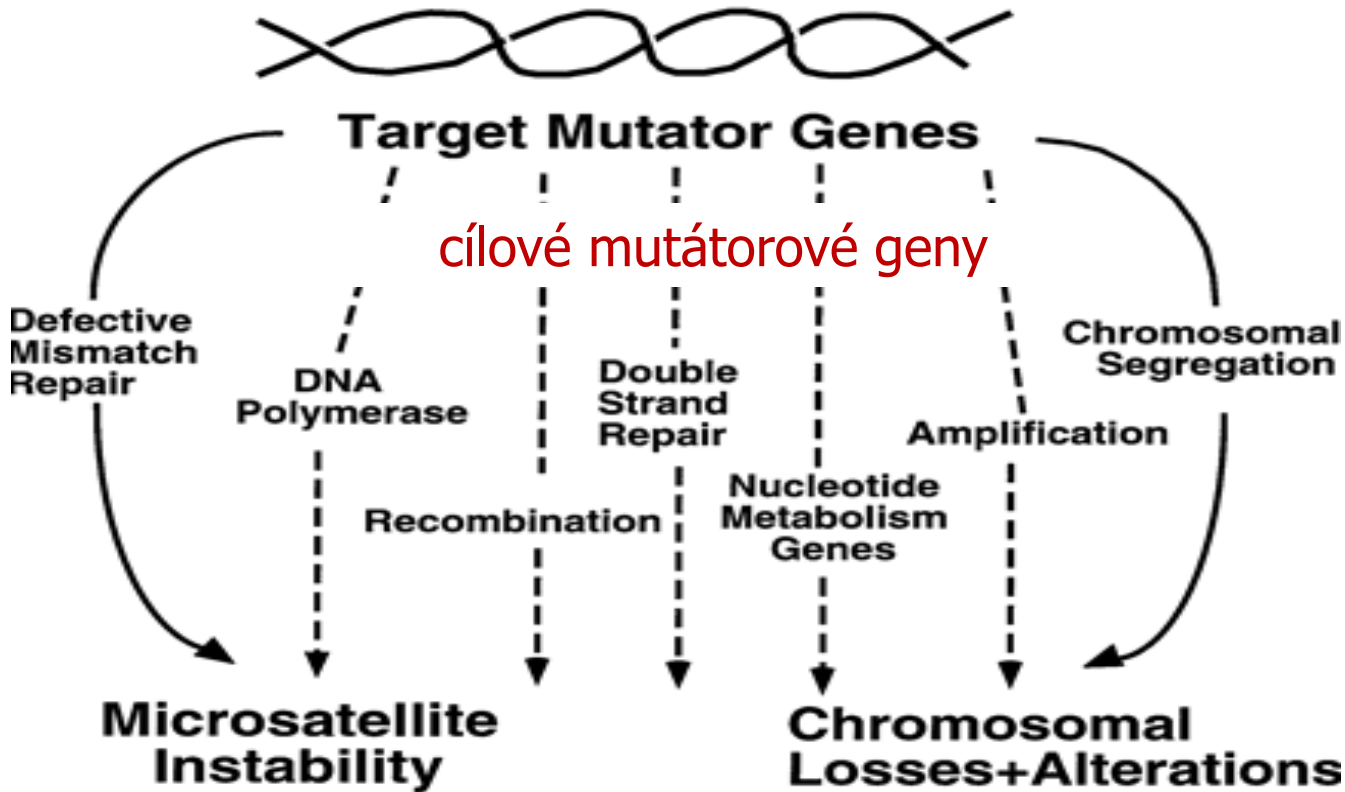 Target Mutator Genes
cílové mutátorové geny
Defective
Mismatch
Repair
DNA
Polymerase
Recombination
Double
Strand
Repair
Nucleotide
Metabolism
Genes
Amplification
Chromosomal
Segregation
Microsatellite
Instability
Chromosomal
Losses+Alterations